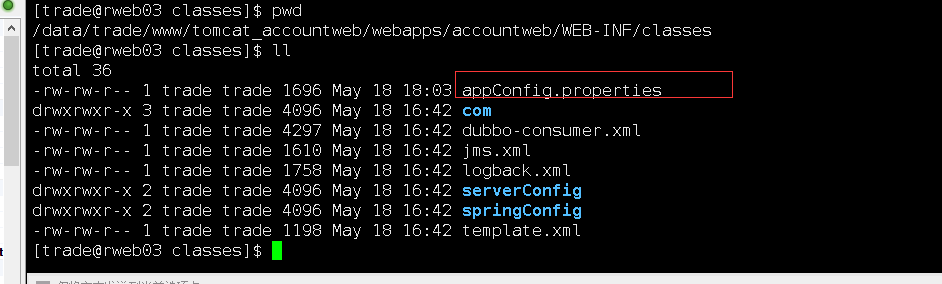 [trade@rweb03 classes]$ pwd
/data/trade/www/tomcat_accountweb/webapps/accountweb/WEB-INF/classes
[trade@rweb03 classes]$ ll
total 36
-rw-rw-r-- 1 trade trade 1696 May 18 18:03 appConfig.properties
drwxrwxr-x 3 trade trade 4096 May 18 16:42 com
-rw-rw-r-- 1 trade trade 4297 May 18 16:42 dubbo-consumer.xml
-rw-rw-r-- 1 trade trade 1610 May 18 16:42 jms.xml
-rw-rw-r-- 1 trade trade 1758 May 18 16:42 logback.xml
drwxrwxr-x 2 trade trade 4096 May 18 16:42 serverConfig
drwxrwxr-x 2 trade trade 4096 May 18 16:42 springConfig
-rw-rw-r-- 1 trade trade 1198 May 18 16:42 template.xml
[trade@rweb03 classes]$